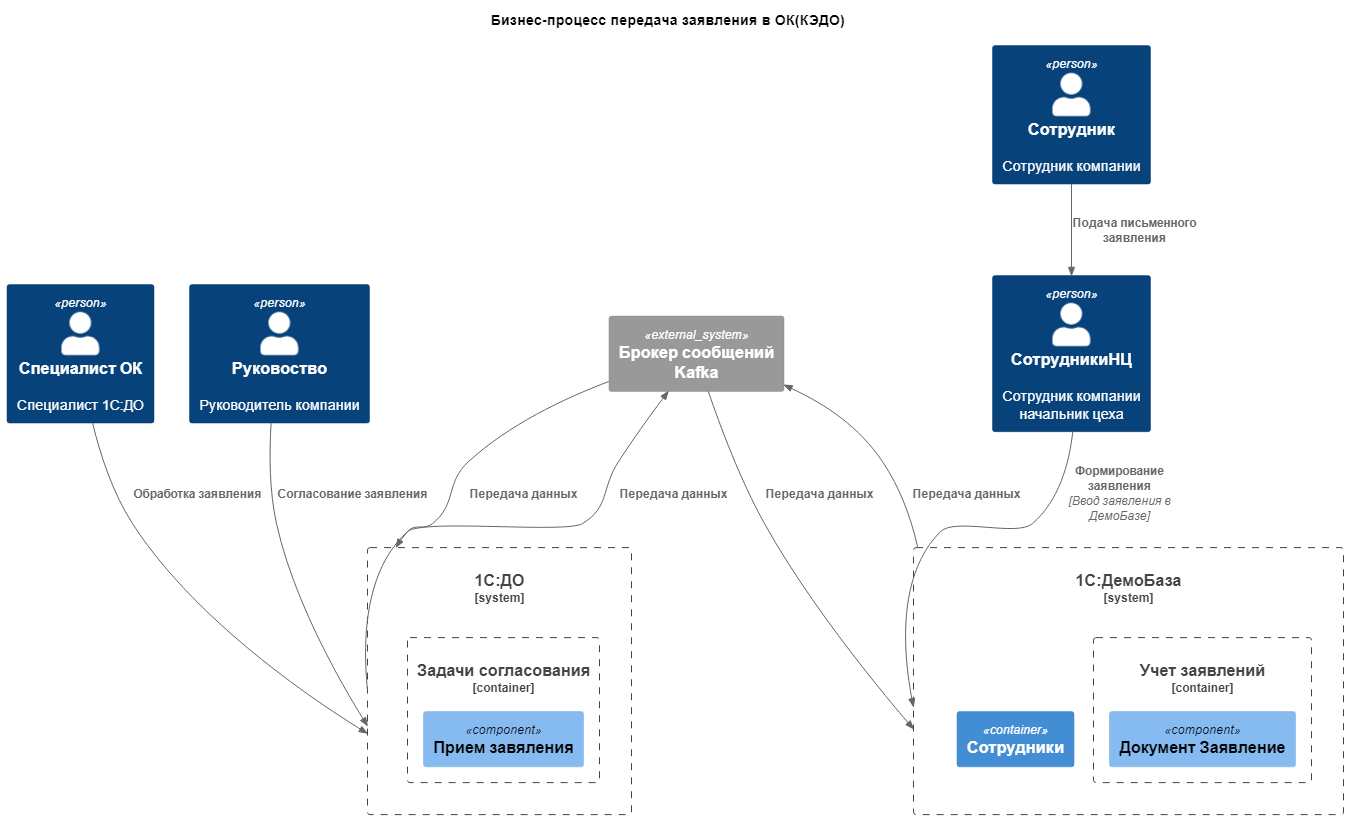 Бизнес-процесс передача заявления в ОК(КЭДО)
«person»
Сотрудник
Сотрудник компании
Подача письменного
заявления
«person»
Специалист ОК
Специалист 1С:ДО
«person»
Руковоство
Руководитель компании
«external_system»
Брокер сообщений
Kafka
«person»
СотрудникиНЦ
Сотрудник компании
начальник цеха
Обработка заявления
Согласование заявления
Передача данных
Передача данных
Передача данных
Передача данных
Формирование
заявления
[Ввод заявления в
ДемоБазе]
1С:ДО
[system]
Задачи согласования
[container]
«component»
Прием завяления
1С:ДемоБаза
[system]
«container»
Сотрудники
Учет заявлений
[container]
«component»
Документ Заявление